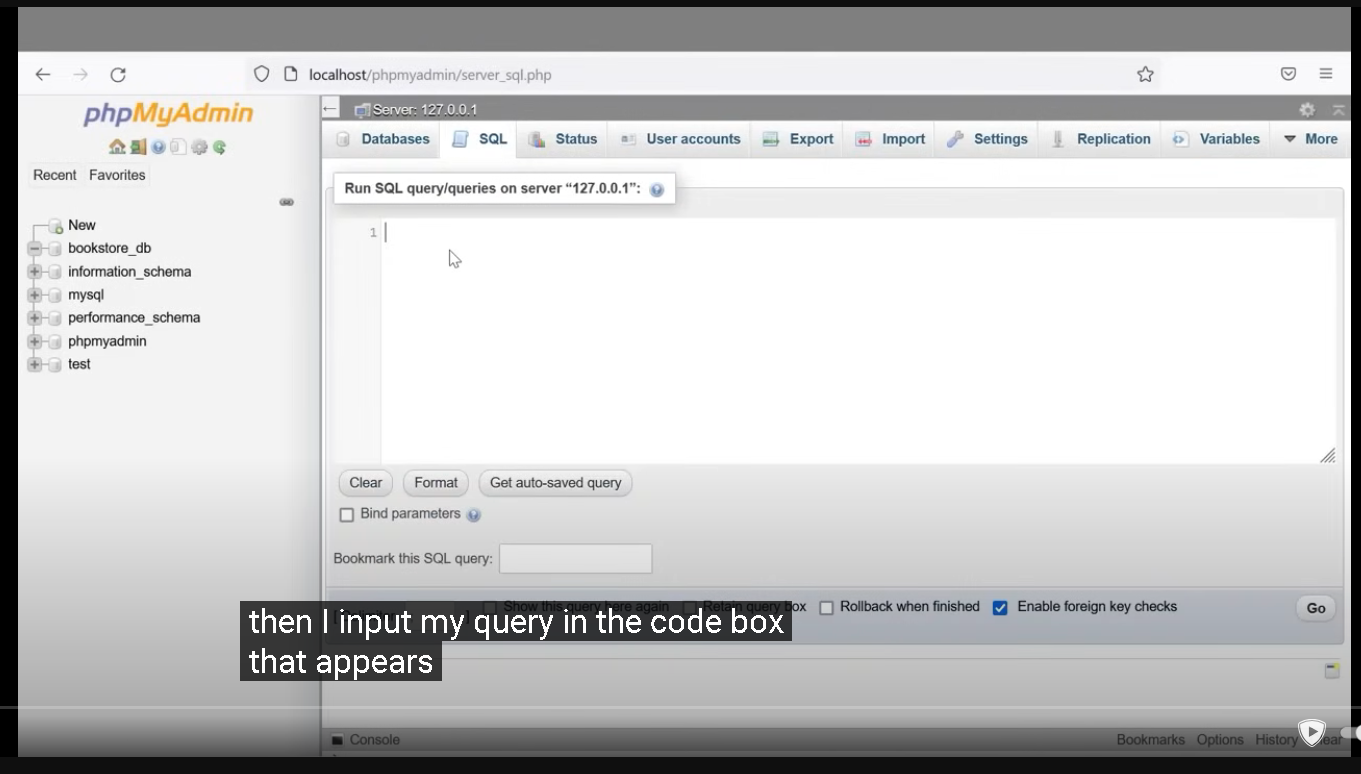 localhost/phpmyadmin/server_sql.php
phpMyAdmin
Recent Favorites
New
bookstore_db
information_schema
mysql
performance_schema
phpmyadmin
test
Server: 127.0.0.1
Databases SQL Status User accounts Export Import Settings Replication Variables More
Run SQL query/queries on server “127.0.0.1”:
1
Clear Format Get auto-saved query
Bind parameters
Bookmark this SQL query:
Show this query here again Retain query box Rollback when finished Enable foreign key checks Go
then I input my query in the code box
that appears
Console Bookmarks Options History